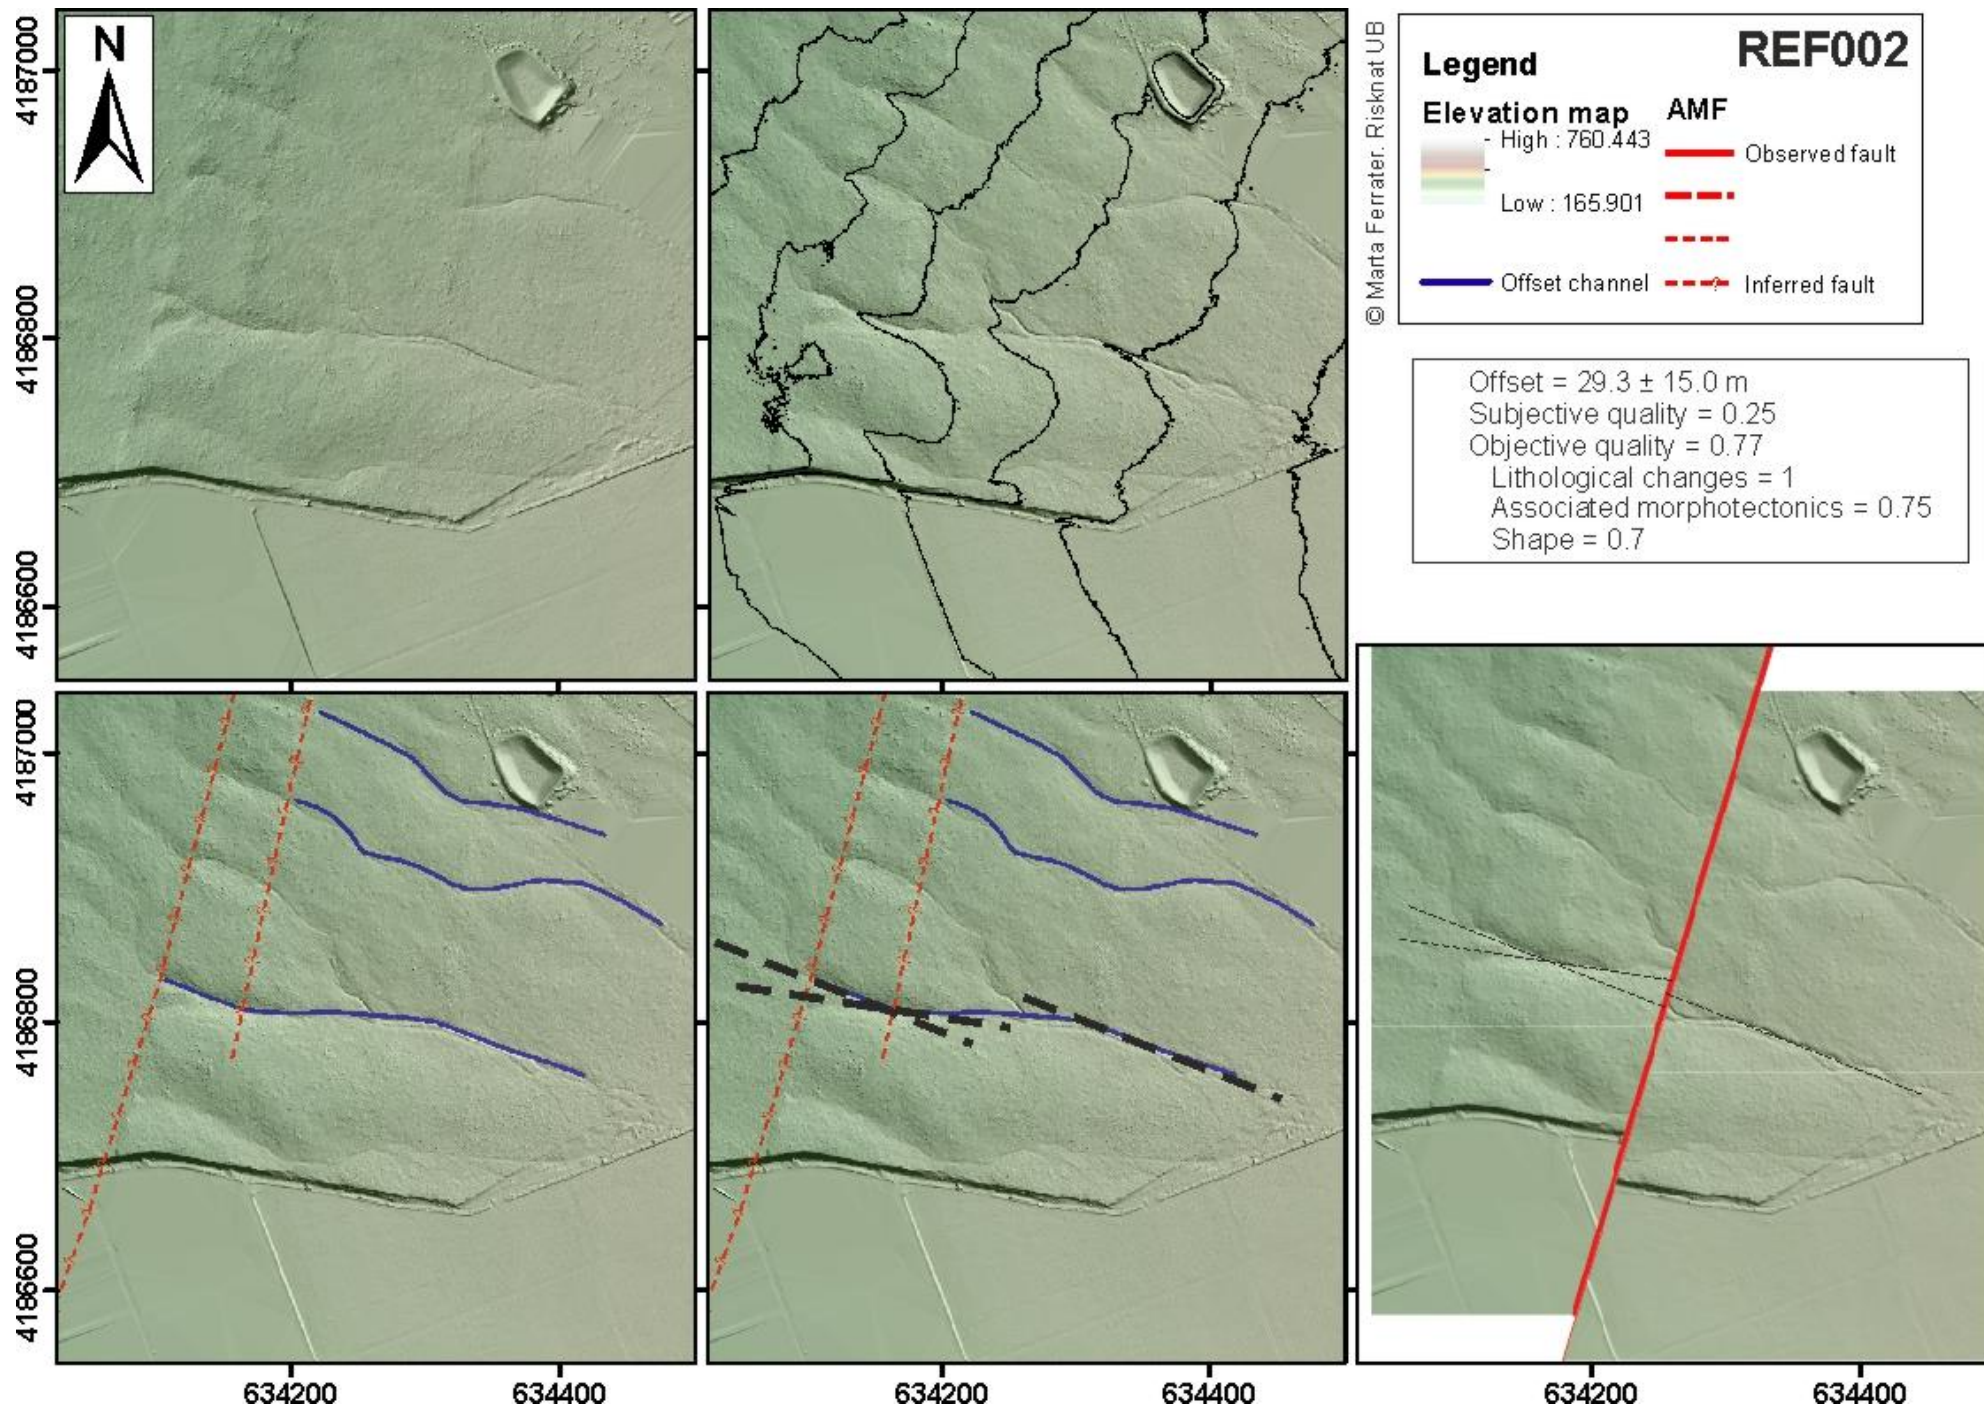 N
4187000
4186800
4186600
© Marta Ferrater. Risknat UB
REF002
Legend
Elevation map
High : 760.443
Low : 165.901
AMF
Observed fault
Offset channel
Inferred fault
Offset = 29.3 ± 15.0 m
Subjective quality = 0.25
Objective quality = 0.77
Lithological changes = 1
Associated morphotectonics = 0.75
Shape = 0.7
4187000
4186800
4186600
634200
634400
634200
634400
634200
634400